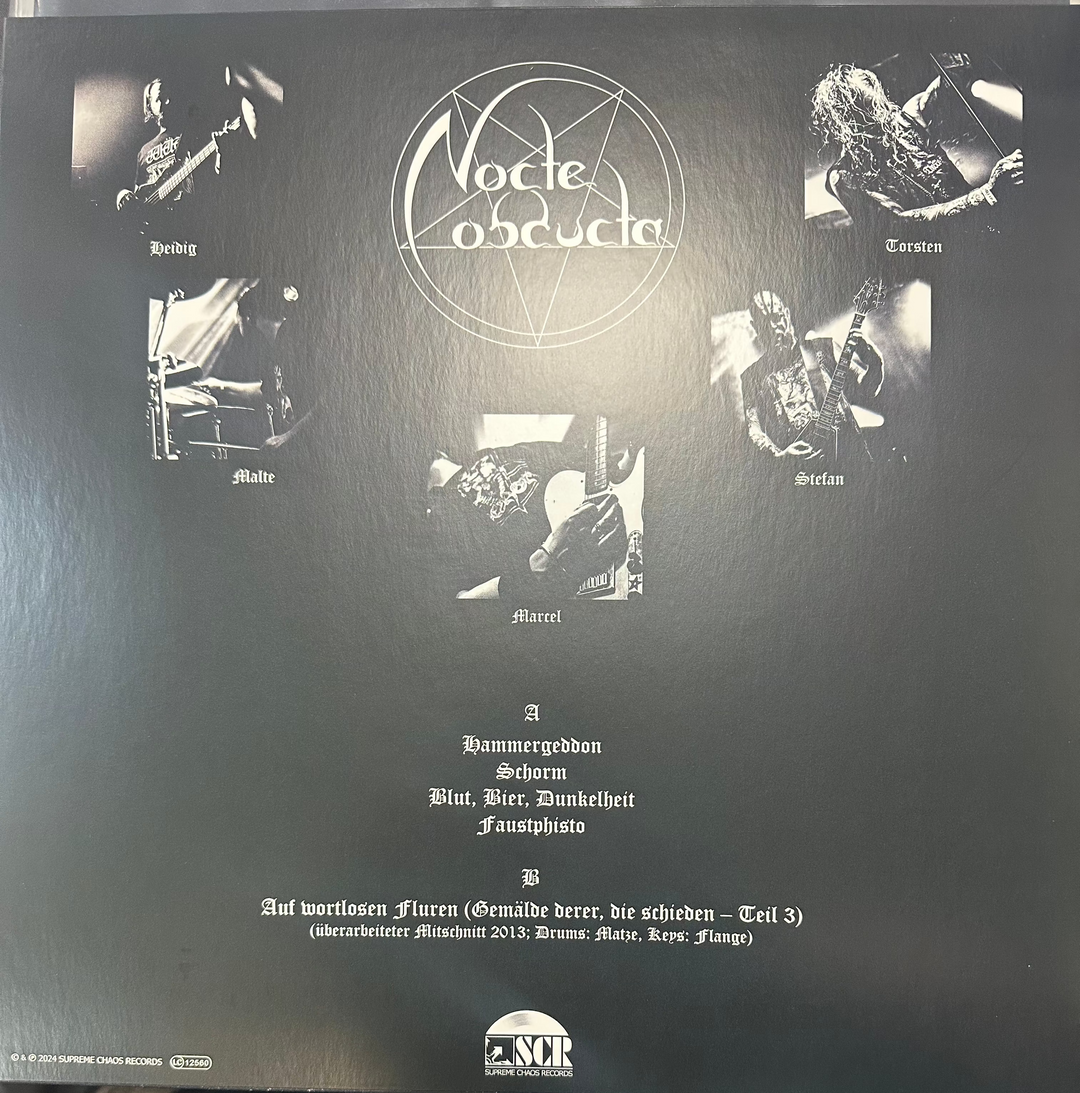 Nocte
obducta
Heidig
Torsten
Malte
Stefan
Marcel
A
Hammergeddon
Schorm
Blut, Bier, Dunkelheit
Faustphisto
B
Auf wortlosen Fluren (Gemälde derer, die schieden – Teil 3)
(überarbeiteter Mitschnitt 2013; Drums: Matze, Keys: Flange)
SCR
SUPREME CHAOS RECORDS
© & ℗ 2024 SUPREME CHAOS RECORDS LC 12560